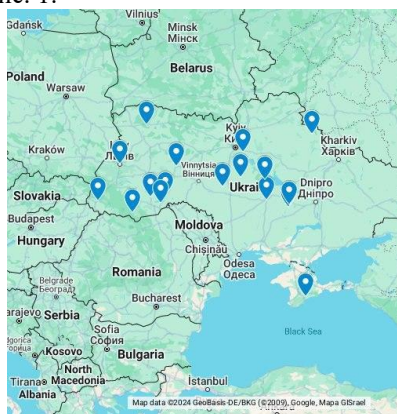 Vilnius
Gdańsk
Minsk
Мінск
Belarus
Poland
Warsaw
Kyiv
Kharkiv
Харків
Kraków
Львів
Vinnytsia
Вінниця
Slovakia
Ukrai
Dnipro
Дніпро
Budapest
Hungary
Moldova
Chișinău
Odesa
Одеса
Romania
Belgrade
Београд
Bucharest
Serbia
Sofia
София
Black Sea
Kosovo
Bulgaria
North
Macedonia
Tirana
Albania
Istanbul
Map data ©2024 GeoBasis-DE/BKG (©2009), Google, Mapa GISrael